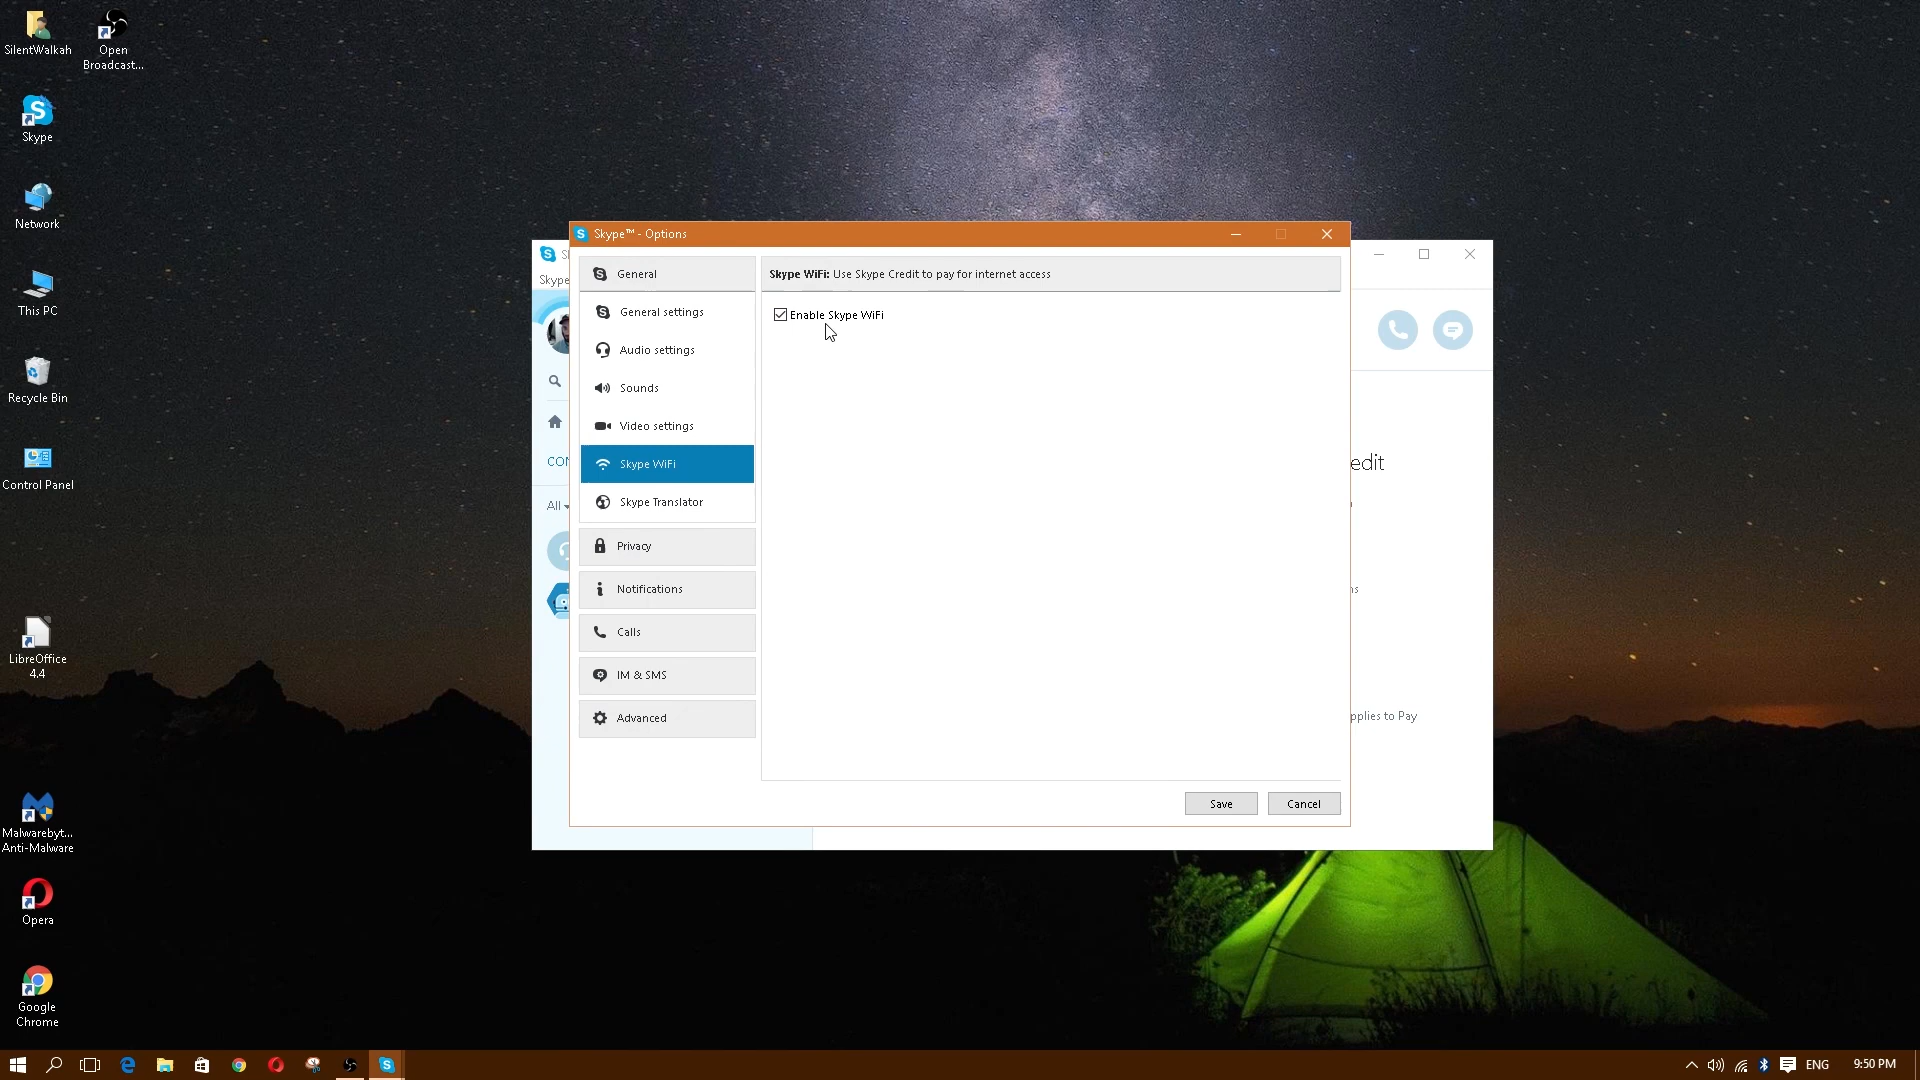 SilentWalkah
Open
Broadcast...
Skype
Network
This PC
Recycle Bin
Control Panel
LibreOffice
4.4
Malwarebyt...
Anti-Malware
Opera
Google
Chrome
Skype™ - Options
General
General settings
Audio settings
Sounds
Video settings
Skype WiFi
Skype Translator
Privacy
Notifications
Calls
IM & SMS
Advanced
Skype WiFi: Use Skype Credit to pay for internet access
Enable Skype WiFi
Save
Cancel
Skype
All
edit
ns
pplies to Pay
ENG
9:50 PM